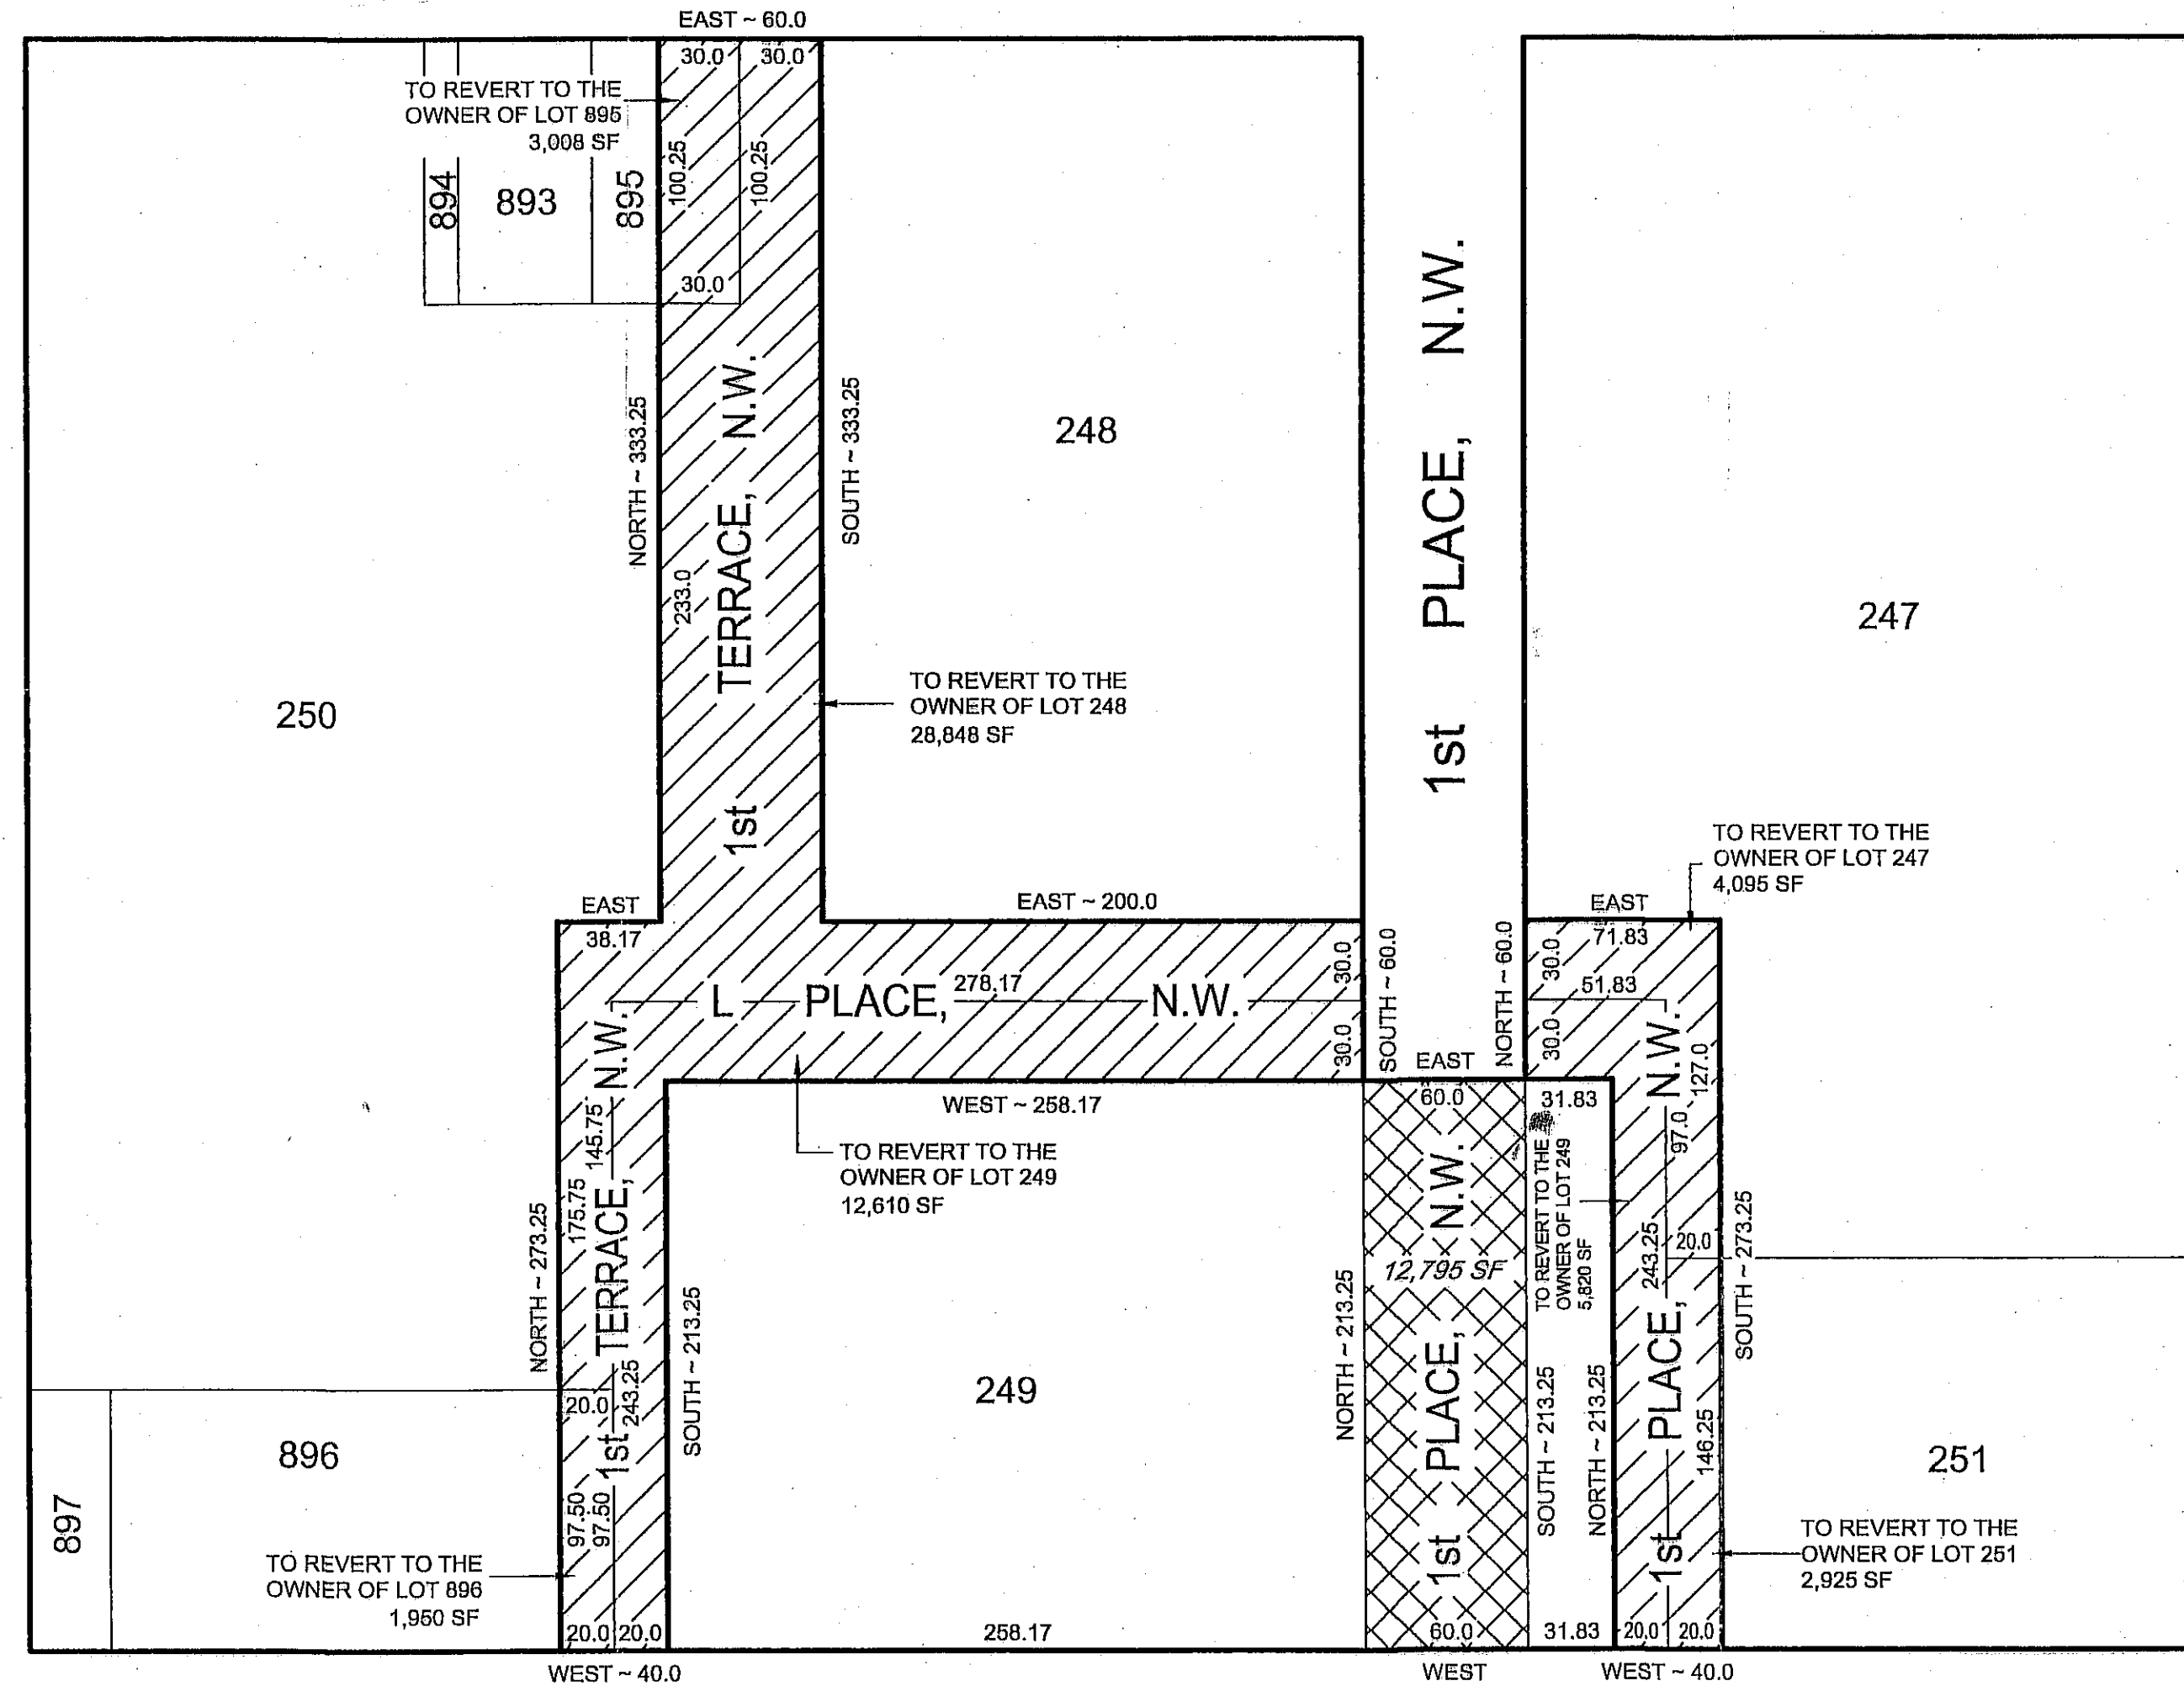 EAST ~ 60.0
30.0
30.0
TO REVERT TO THE
OWNER OF LOT 895
3,008 SF
894
893
895
100.25
100.25
30.0
NORTH ~ 333.25
233.0
1st TERRACE, N.W.
SOUTH ~ 333.25
248
1st PLACE, N.W.
247
250
TO REVERT TO THE
OWNER OF LOT 248
28,848 SF
TO REVERT TO THE
OWNER OF LOT 247
4,095 SF
EAST
38.17
EAST ~ 200.0
EAST
71.83
30.0
30.0
SOUTH ~ 60.0
NORTH ~ 60.0
30.0
30.0
51.83
L PLACE, N.W.
278.17
EAST
60.0
31.83
WEST ~ 258.17
TO REVERT TO THE
OWNER OF LOT 249
12,610 SF
NORTH ~ 273.25
175.75
145.75
1st TERRACE, N.W.
243.25
20.0
97.50
97.50
SOUTH ~ 213.25
249
NORTH ~ 213.25
12,795 SF
1st PLACE, N.W.
TO REVERT TO THE
OWNER OF LOT 249
5,820 SF
SOUTH ~ 213.25
NORTH ~ 213.25
1st PLACE, N.W.
127.0
97.0
243.25
20.0
146.25
SOUTH ~ 273.25
251
896
897
TO REVERT TO THE
OWNER OF LOT 896
1,950 SF
TO REVERT TO THE
OWNER OF LOT 251
2,925 SF
20.0
20.0
258.17
60.0
31.83
20.0
20.0
WEST ~ 40.0
WEST
WEST ~ 40.0